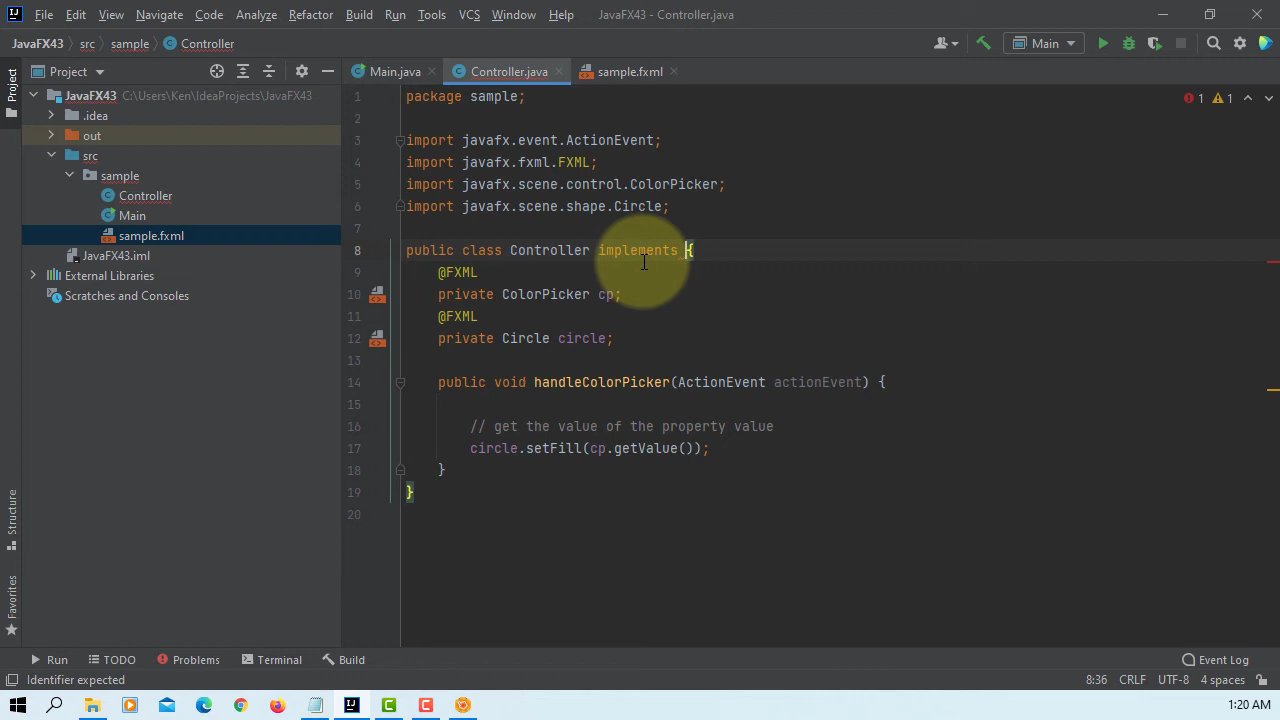 File Edit View Navigate Code Analyze Refactor Build Run Tools VCS Window Help JavaFX43 - Controller.java
JavaFX43 src sample Controller Main
Project Main.java Controller.java sample.fxml
Project
JavaFX43 C:\Users\Ken\IdeaProjects\JavaFX43
.idea
out
src
sample
Controller
Main
sample.fxml
JavaFX43.iml
External Libraries
Scratches and Consoles
1 package sample;
2
3 import javafx.event.ActionEvent;
4 import javafx.fxml.FXML;
5 import javafx.scene.control.ColorPicker;
6 import javafx.scene.shape.Circle;
7
8 public class Controller implements {
9 @FXML
10 private ColorPicker cp;
11 @FXML
12 private Circle circle;
13
14 public void handleColorPicker(ActionEvent actionEvent) {
15
16 // get the value of the property value
17 circle.setFill(cp.getValue());
18 }
19 }
20
1 1
Structure
Favorites
Run TODO Problems Terminal Build Event Log
Identifier expected 8:36 CRLF UTF-8 4 spaces
1:20 AM